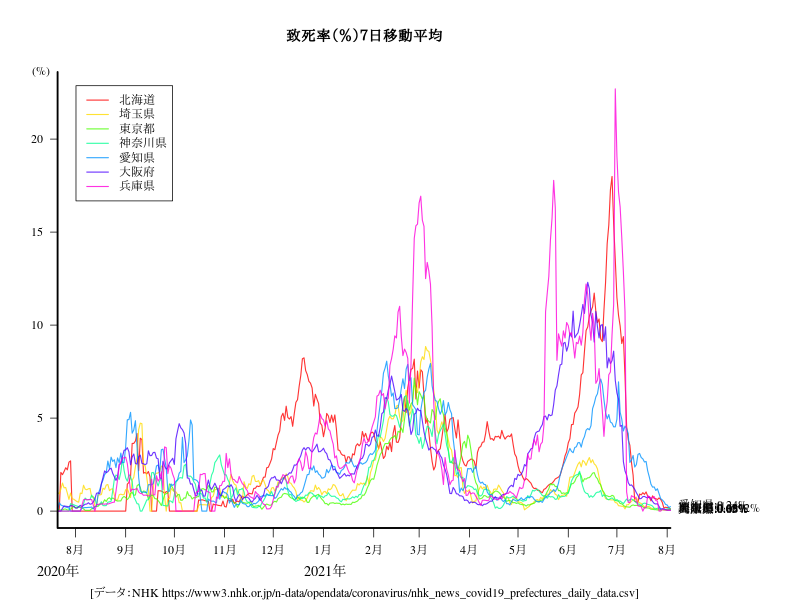 致死率(%)7日移動平均
(%)
20
15
10
5
0
北海道
埼玉県
東京都
神奈川県
愛知県
大阪府
兵庫県
8月 9月 10月 11月 12月 1月 2月 3月 4月 5月 6月 7月 8月
2020年 2021年
[データ:NHK https://www3.nhk.or.jp/n-data/opendata/coronavirus/nhk_news_covid19_prefectures_daily_data.csv]